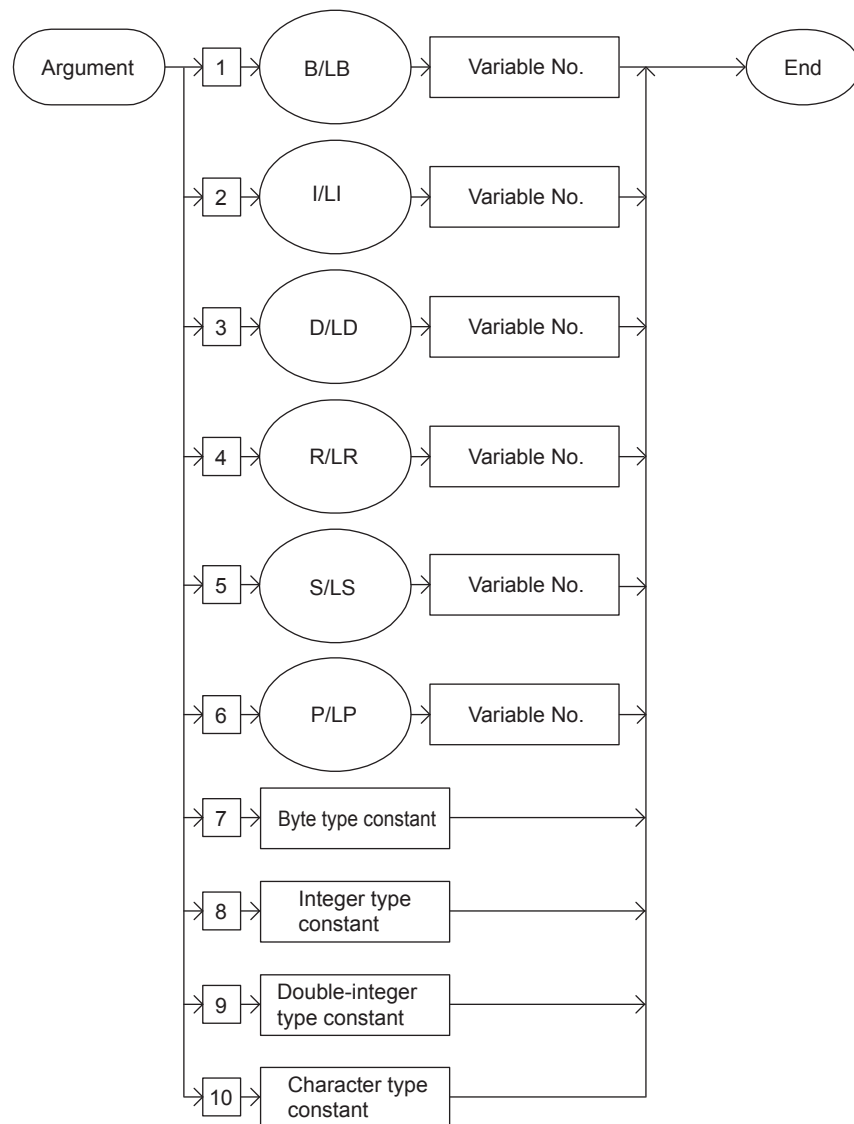 Argument
1
B/LB
Variable No.
End
2
I/LI
Variable No.
3
D/LD
Variable No.
4
R/LR
Variable No.
5
S/LS
Variable No.
6
P/LP
Variable No.
7
Byte type constant
8
Integer type
constant
9
Double-integer
type constant
10
Character type
constant